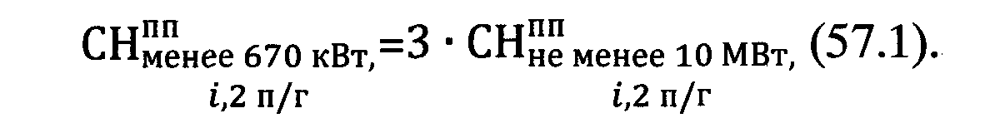 СН^пп_менее 670 кВт, =3 · СН^пп_не менее 10 МВт, (57.1).
i,2 п/г i,2 п/г